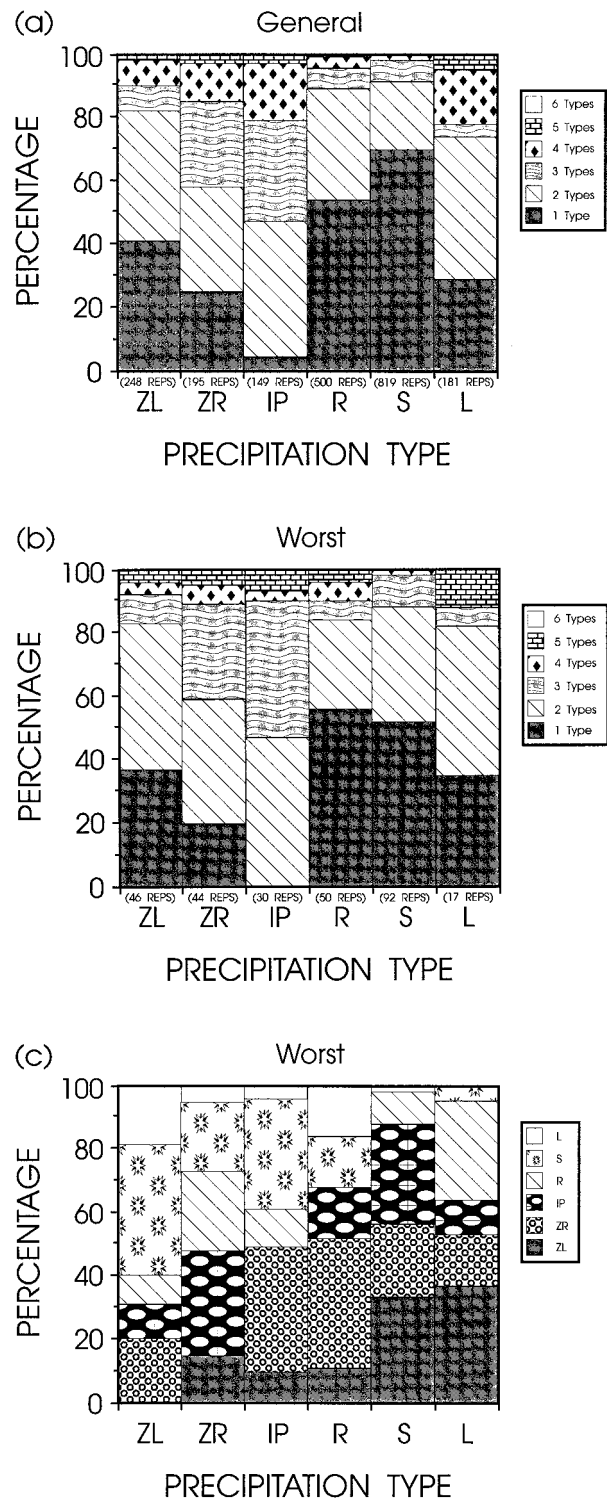 (a) General
100
80
60
40
20
0
PERCENTAGE
6 Types
5 Types
4 Types
3 Types
2 Types
1 Type
(248 REPS) (195 REPS) (149 REPS) (500 REPS) (819 REPS) (181 REPS)
ZL ZR IP R S L
PRECIPITATION TYPE
(b) Worst
100
80
60
40
20
0
PERCENTAGE
6 Types
5 Types
4 Types
3 Types
2 Types
1 Type
(46 REPS) (44 REPS) (30 REPS) (50 REPS) (92 REPS) (17 REPS)
ZL ZR IP R S L
PRECIPITATION TYPE
(c) Worst
100
80
60
40
20
0
PERCENTAGE
L
S
R
IP
ZR
ZL
ZL ZR IP R S L
PRECIPITATION TYPE